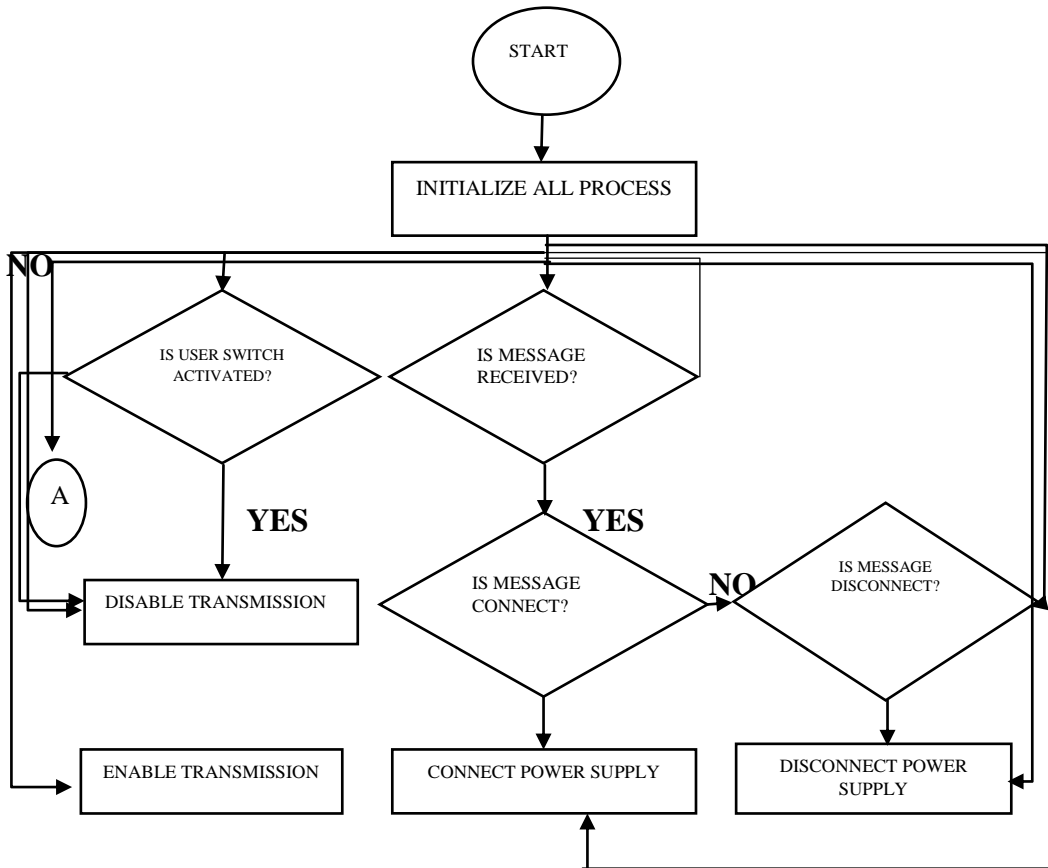 START
INITIALIZE ALL PROCESS
NO
IS USER SWITCH
ACTIVATED?
IS MESSAGE
RECEIVED?
A
YES
YES
IS MESSAGE
CONNECT?
NO
IS MESSAGE
DISCONNECT?
DISABLE TRANSMISSION
ENABLE TRANSMISSION
CONNECT POWER SUPPLY
DISCONNECT POWER
SUPPLY